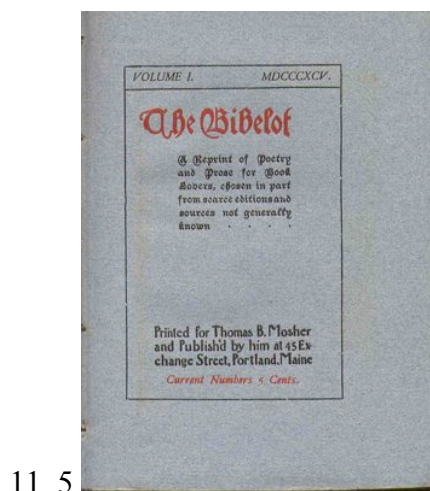 VOLUME I. MDCCCXCV.
The Bibelot
A Reprint of Poetry
and Prose for Book
Lovers, chosen in part
from scarce editions and
sources not generally
known . . . .
Printed for Thomas B. Mosher
and Publish'd by him at 45 Ex-
change Street, Portland, Maine
Current Numbers 5 Cents.
11 5